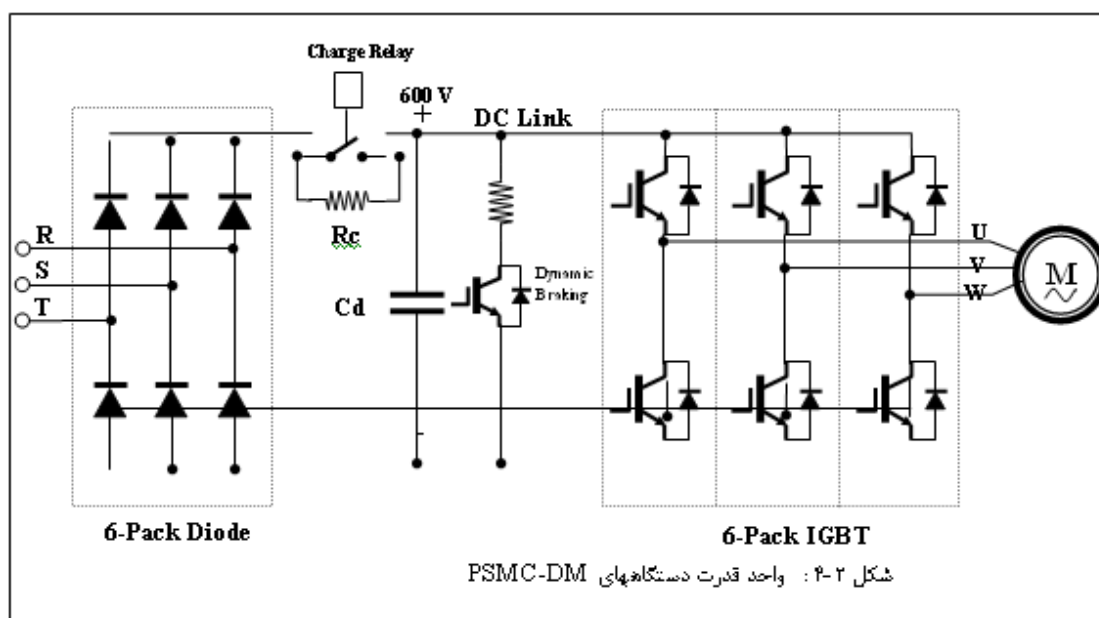 Charge Relay
600 V
+
DC Link
R
S
T
Rc
Cd
Dynamic
Braking
U
V
W
M
-
6-Pack Diode
6-Pack IGBT
شکل ۲-۴: واحد قدرت دستگاههای PSMC-DM